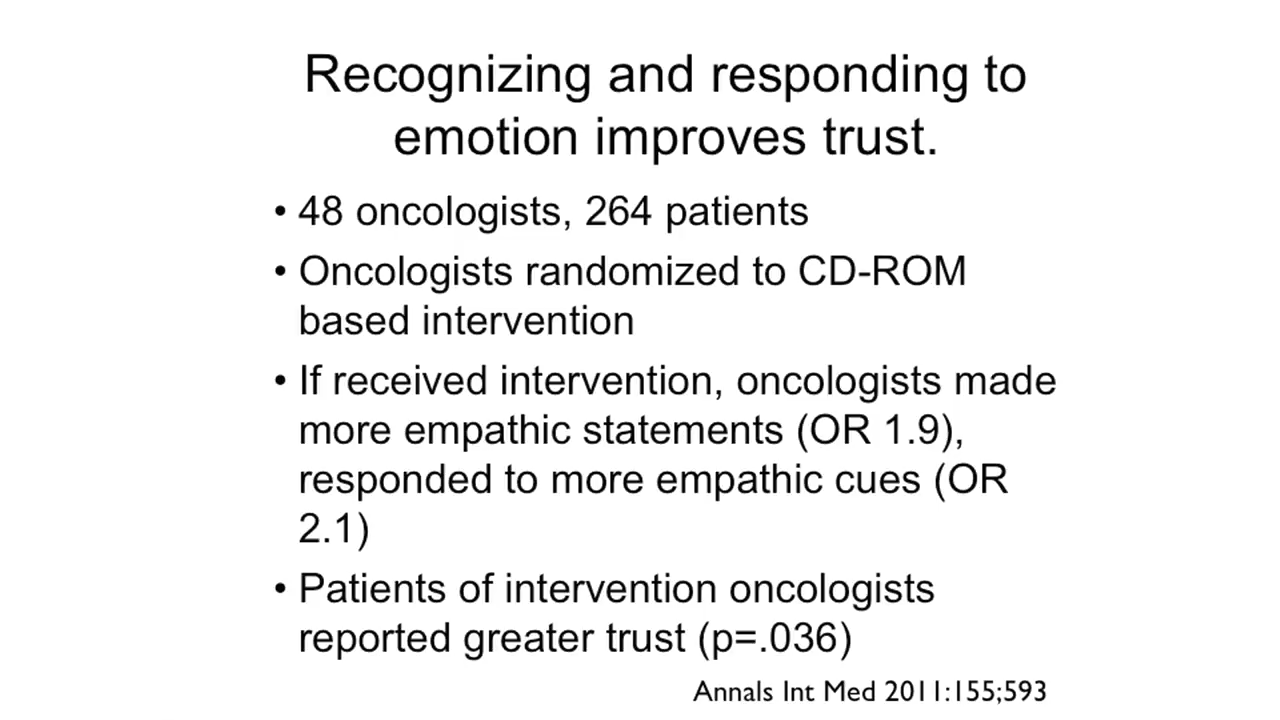 Recognizing and responding to
emotion improves trust.
• 48 oncologists, 264 patients
• Oncologists randomized to CD-ROM
based intervention
• If received intervention, oncologists made
more empathic statements (OR 1.9),
responded to more empathic cues (OR
2.1)
• Patients of intervention oncologists
reported greater trust (p=.036)
Annals Int Med 2011:155;593